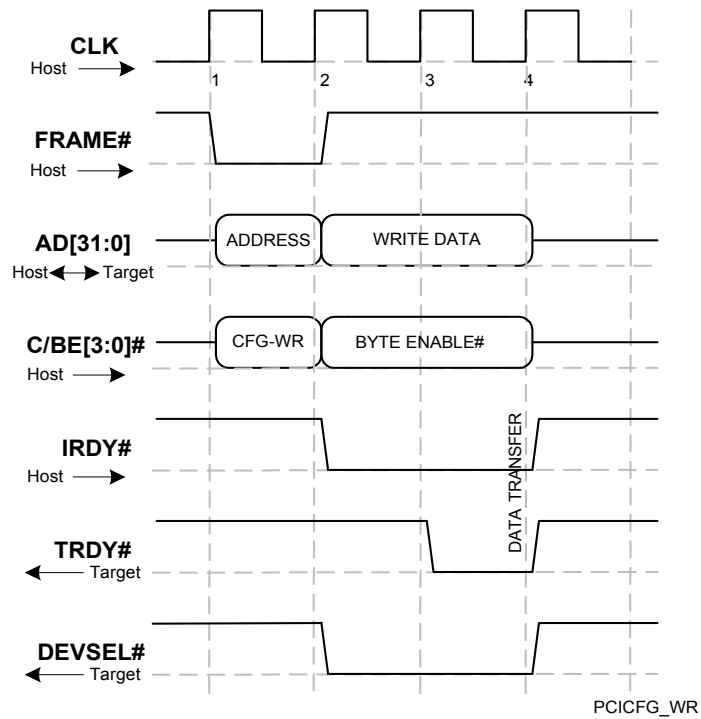 CLK
Host
1 2 3 4
FRAME#
Host
AD[31:0]
ADDRESS WRITE DATA
Host Target
C/BE[3:0]#
CFG-WR BYTE ENABLE#
Host
IRDY#
Host
DATA TRANSFER
TRDY#
Target
DEVSEL#
Target
PCICFG_WR